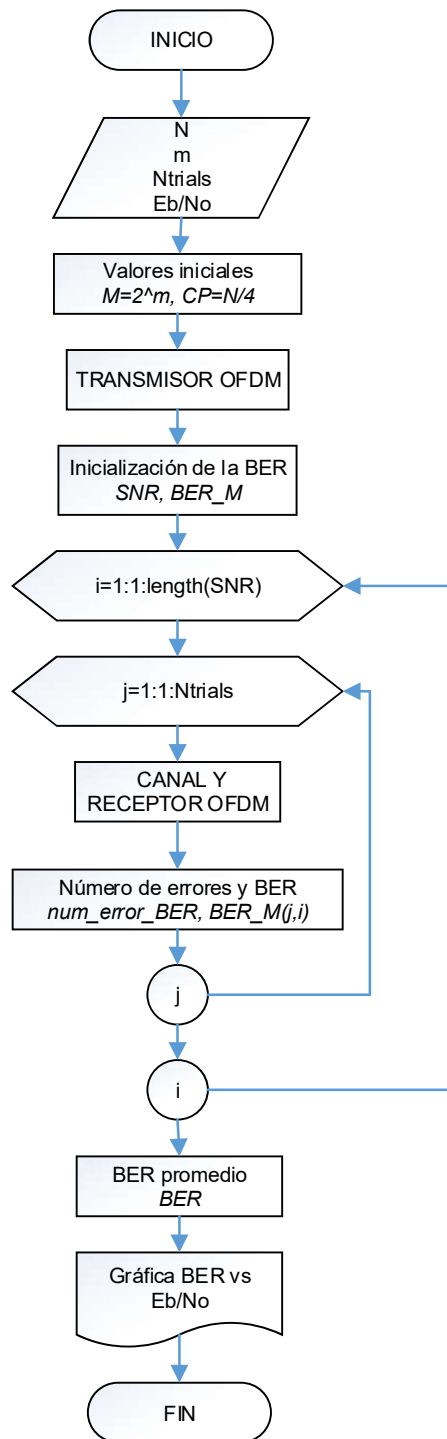 INICIO
N
m
Ntrials
Eb/No
Valores iniciales
M=2^m, CP=N/4
TRANSMISOR OFDM
Inicialización de la BER
SNR, BER_M
i=1:1:length(SNR)
j=1:1:Ntrials
CANAL Y
RECEPTOR OFDM
Número de errores y BER
num_error_BER, BER_M(j,i)
j
i
BER promedio
BER
Gráfica BER vs
Eb/No
FIN